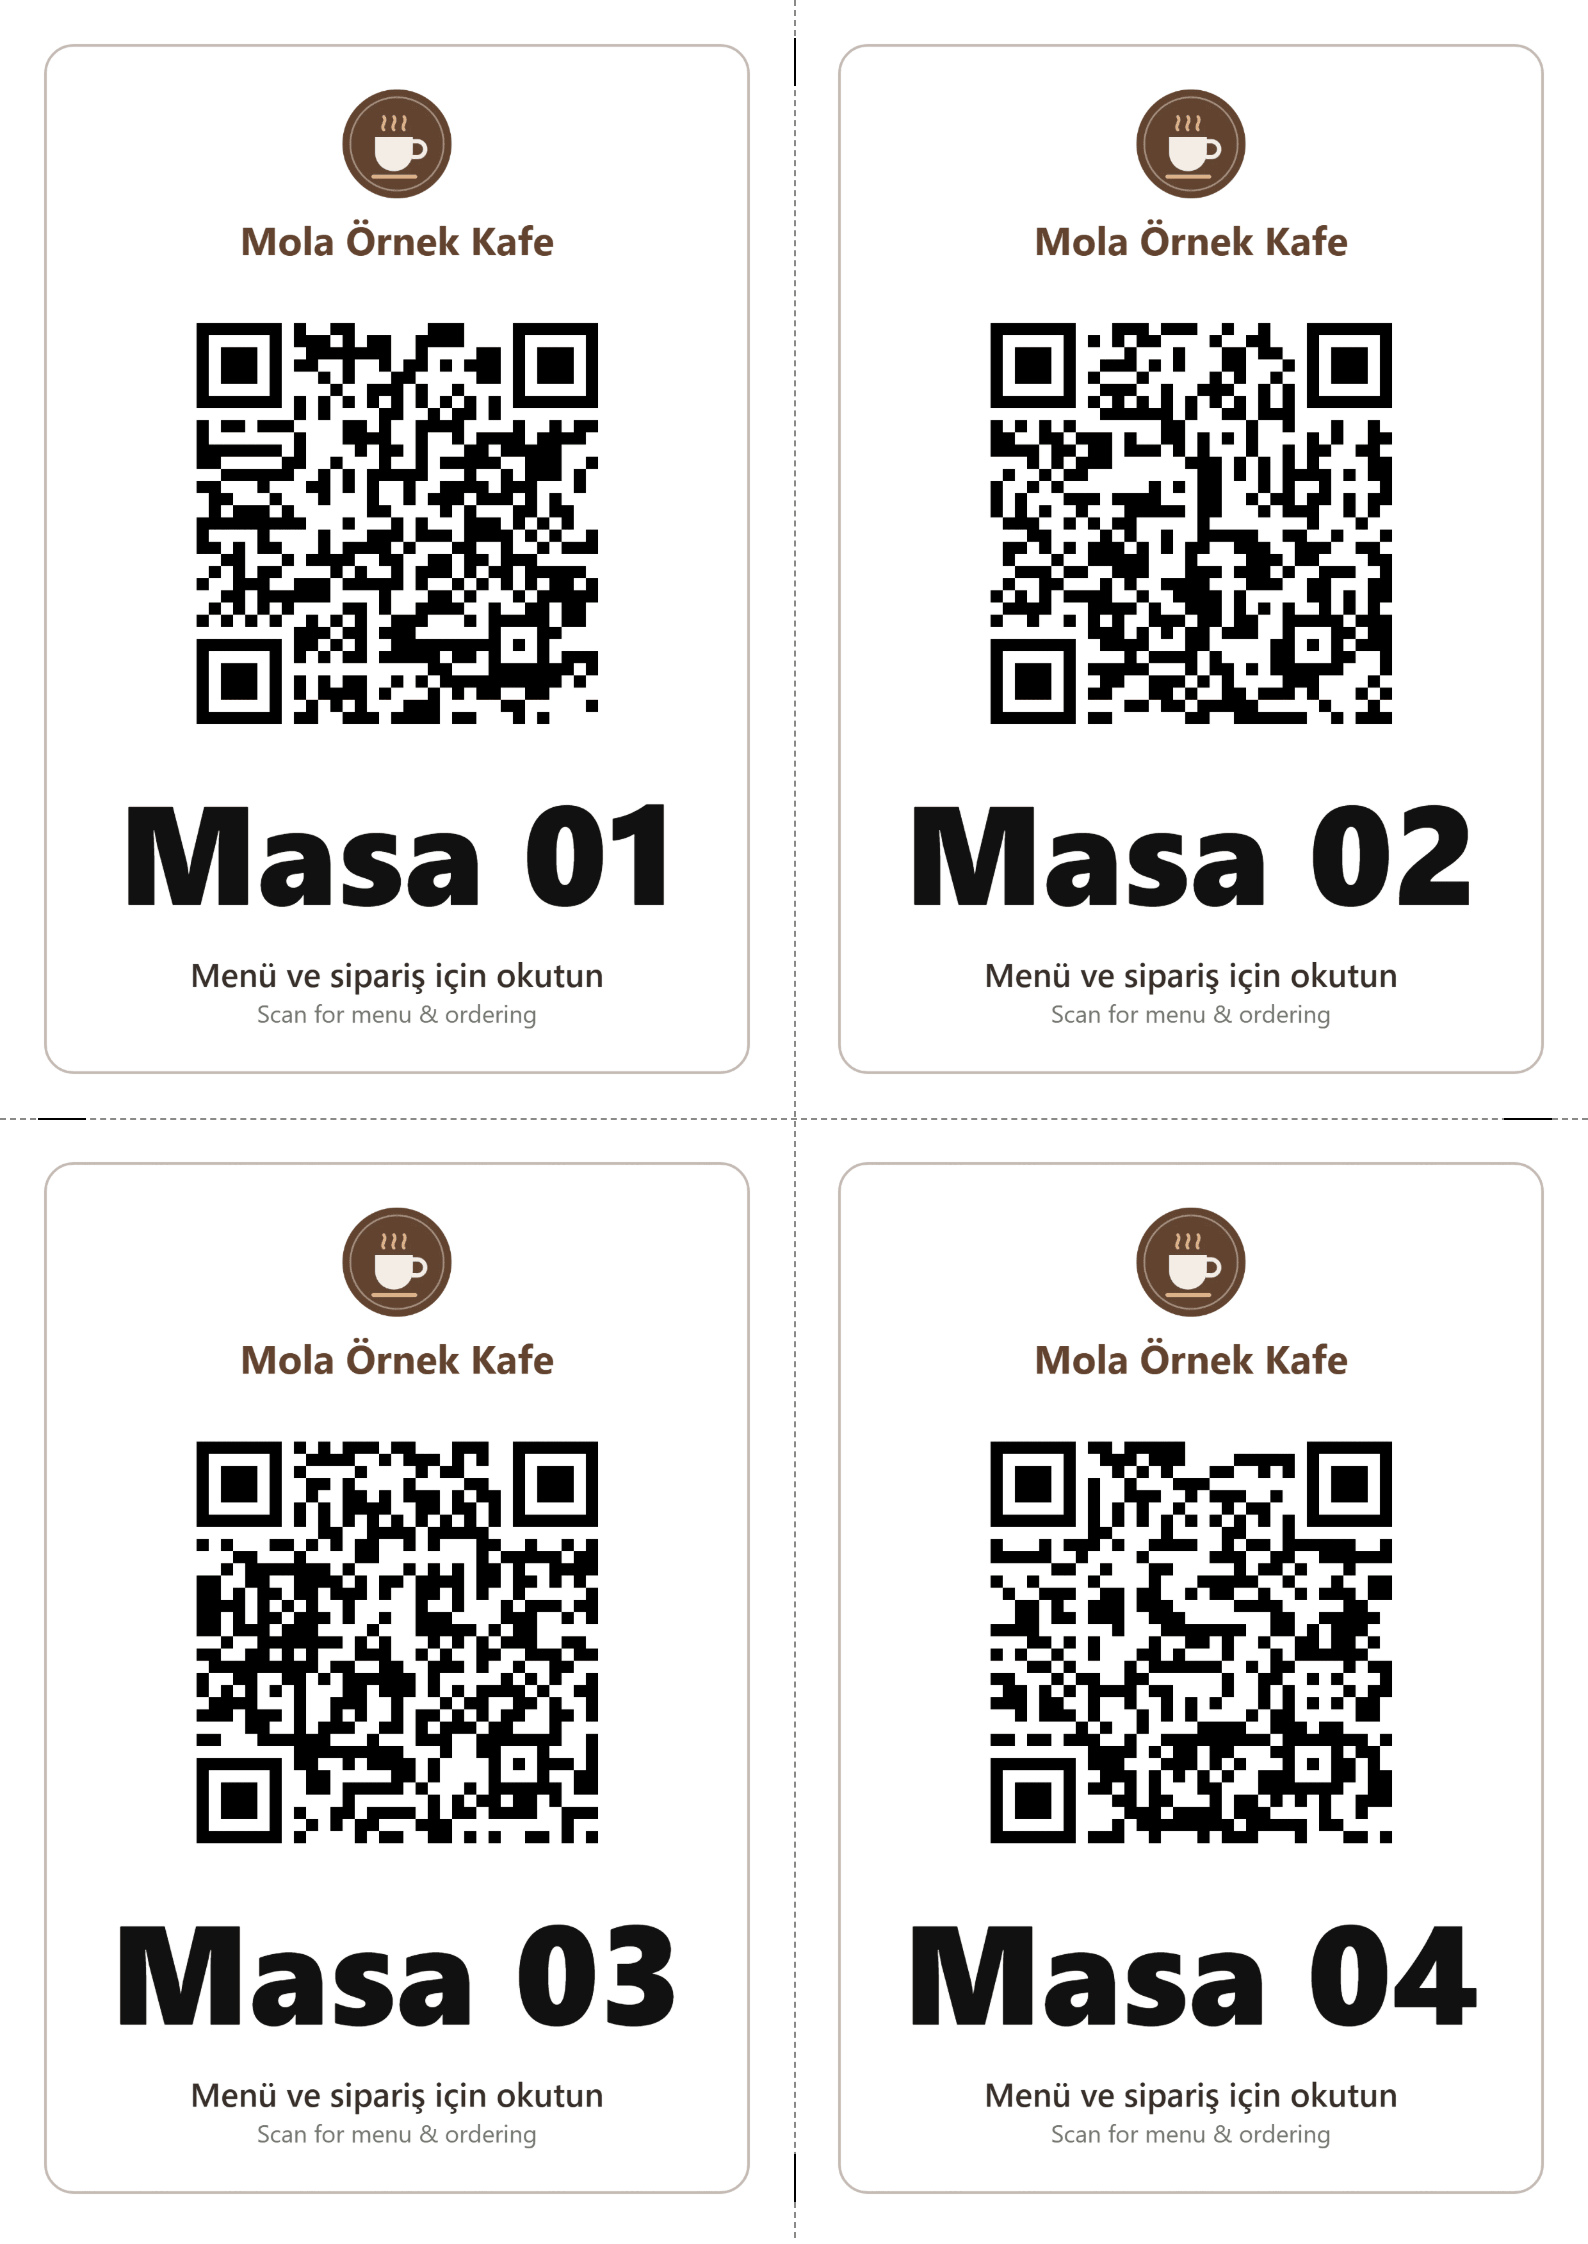 Mola Örnek Kafe
Masa 01
Menü ve sipariş için okutun
Scan for menu & ordering
Mola Örnek Kafe
Masa 02
Menü ve sipariş için okutun
Scan for menu & ordering
Mola Örnek Kafe
Masa 03
Menü ve sipariş için okutun
Scan for menu & ordering
Mola Örnek Kafe
Masa 04
Menü ve sipariş için okutun
Scan for menu & ordering